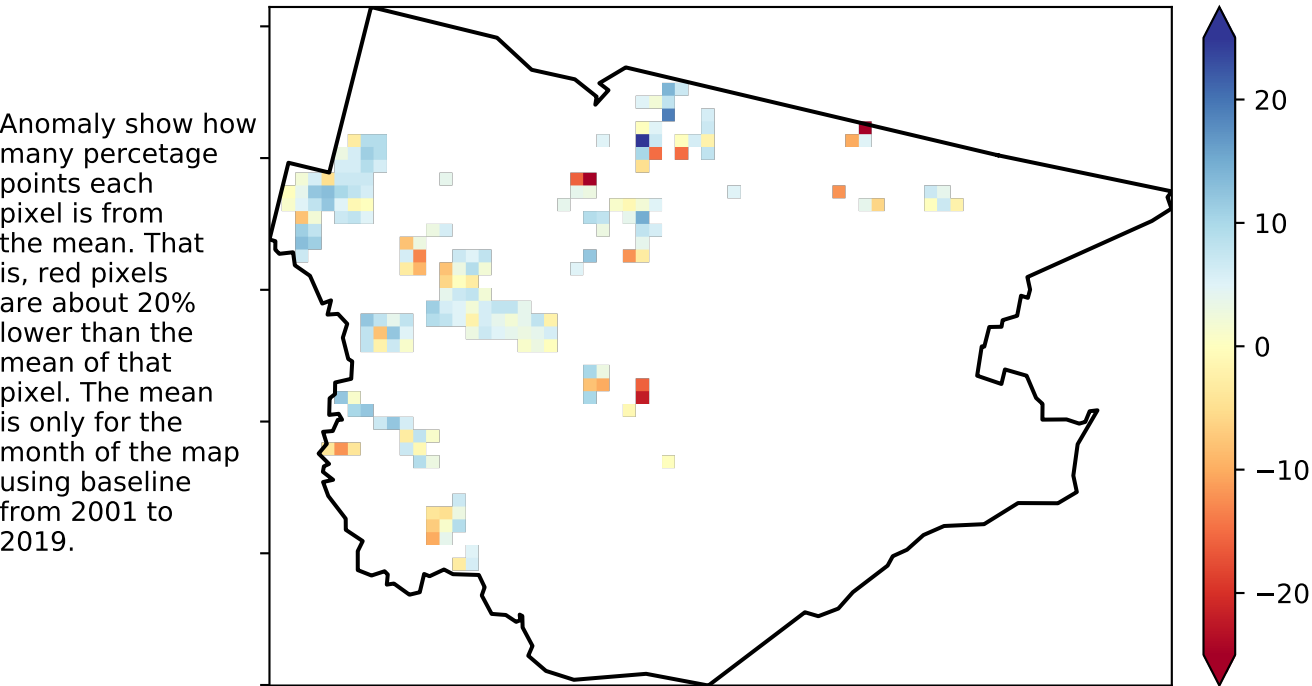 Anomaly show how
many percetage
points each
pixel is from
the mean. That
is, red pixels
are about 20%
lower than the
mean of that
pixel. The mean
is only for the
month of the map
using baseline
from 2001 to
2019.
20
10
0
−10
−20